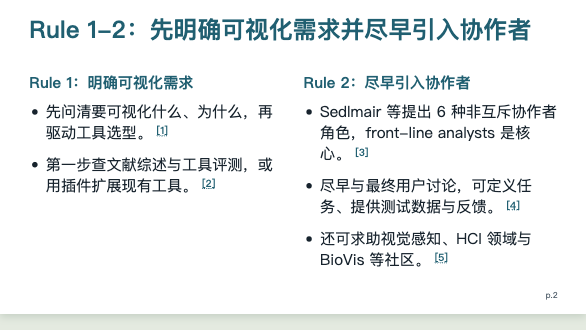 Rule 1–2：先明确可视化需求并尽早引入协作者
Rule 1：明确可视化需求
• 先问清要可视化什么、为什么，再
驱动工具选型。 [1]
• 第一步查文献综述与工具评测，或
用插件扩展现有工具。 [2]
Rule 2：尽早引入协作者
• Sedlmair 等提出 6 种非互斥协作者
角色，front–line analysts 是核
心。 [3]
• 尽早与最终用户讨论，可定义任
务、提供测试数据与反馈。 [4]
• 还可求助视觉感知、HCI 领域与
BioVis 等社区。 [5]
p.2